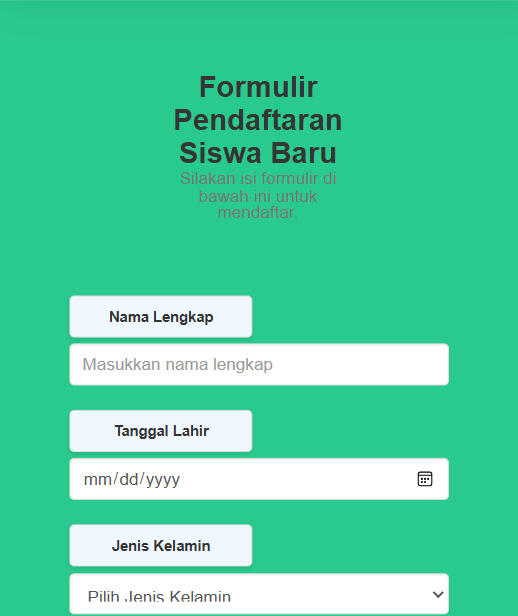 Formulir
Pendaftaran
Siswa Baru
Silakan isi formulir di
bawah ini untuk
mendaftar.
Nama Lengkap
Masukkan nama lengkap
Tanggal Lahir
mm/dd/yyyy
Jenis Kelamin
Pilih Jenis Kelamin